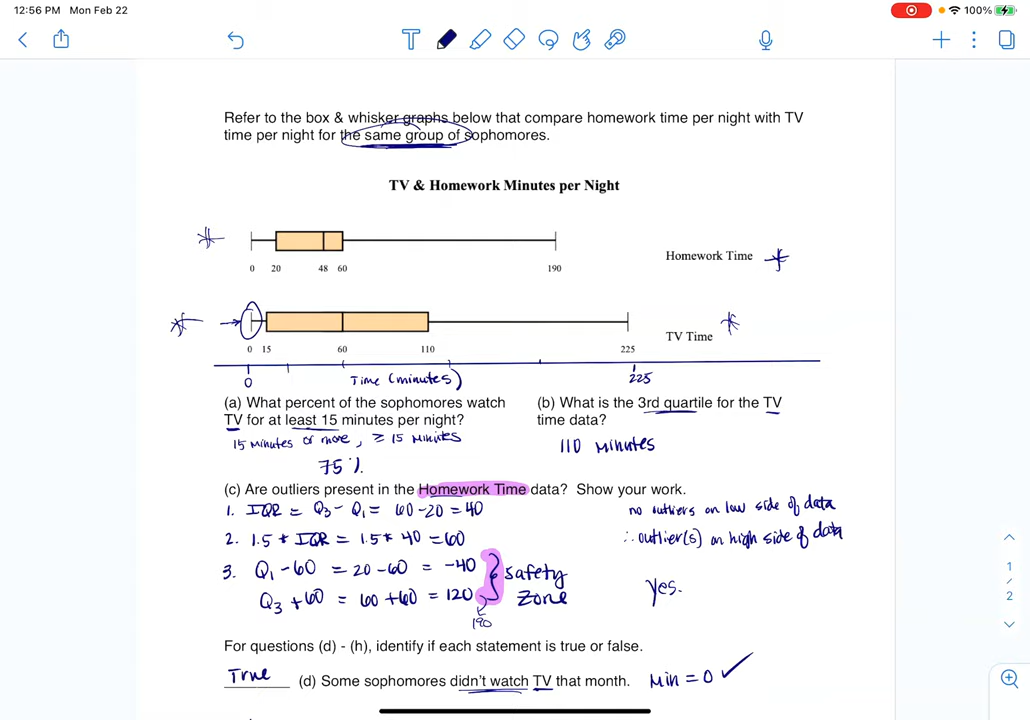 12:56 PM Mon Feb 22
100%
Refer to the box & whisker graphs below that compare homework time per night with TV
time per night for the same group of sophomores.
TV & Homework Minutes per Night
0 20 48 60 190
Homework Time
0 15 60 110 225
TV Time
0 Time (minutes) 225
(a) What percent of the sophomores watch
TV for at least 15 minutes per night?
15 minutes or more, ≥ 15 minutes
75 %
(b) What is the 3rd quartile for the TV
time data?
110 minutes
(c) Are outliers present in the Homework Time data? Show your work.
1. IQR = Q3 - Q1 = 60 - 20 = 40
2. 1.5 * IQR = 1.5 * 40 = 60
3. Q1 - 60 = 20 - 60 = -40
Q3 + 60 = 60 + 60 = 120
190
Safety
Zone
no outliers on low side of data
∴ outlier(s) on high side of data
Yes.
For questions (d) - (h), identify if each statement is true or false.
True (d) Some sophomores didn't watch TV that month. Min = 0 ✓
1
/
2